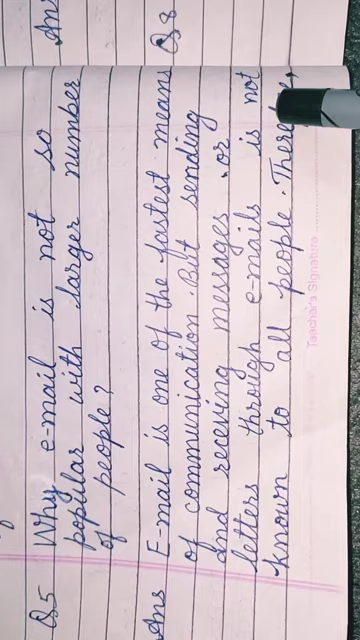 Ans
Q5 Why e-mail is not so
popular with larger number
of people?
Ans E-mail is one of the fastest means
of communication. But sending
and receiving messages or
letters through e-mails is not
known to all people.
Teacher's Signature
Q8